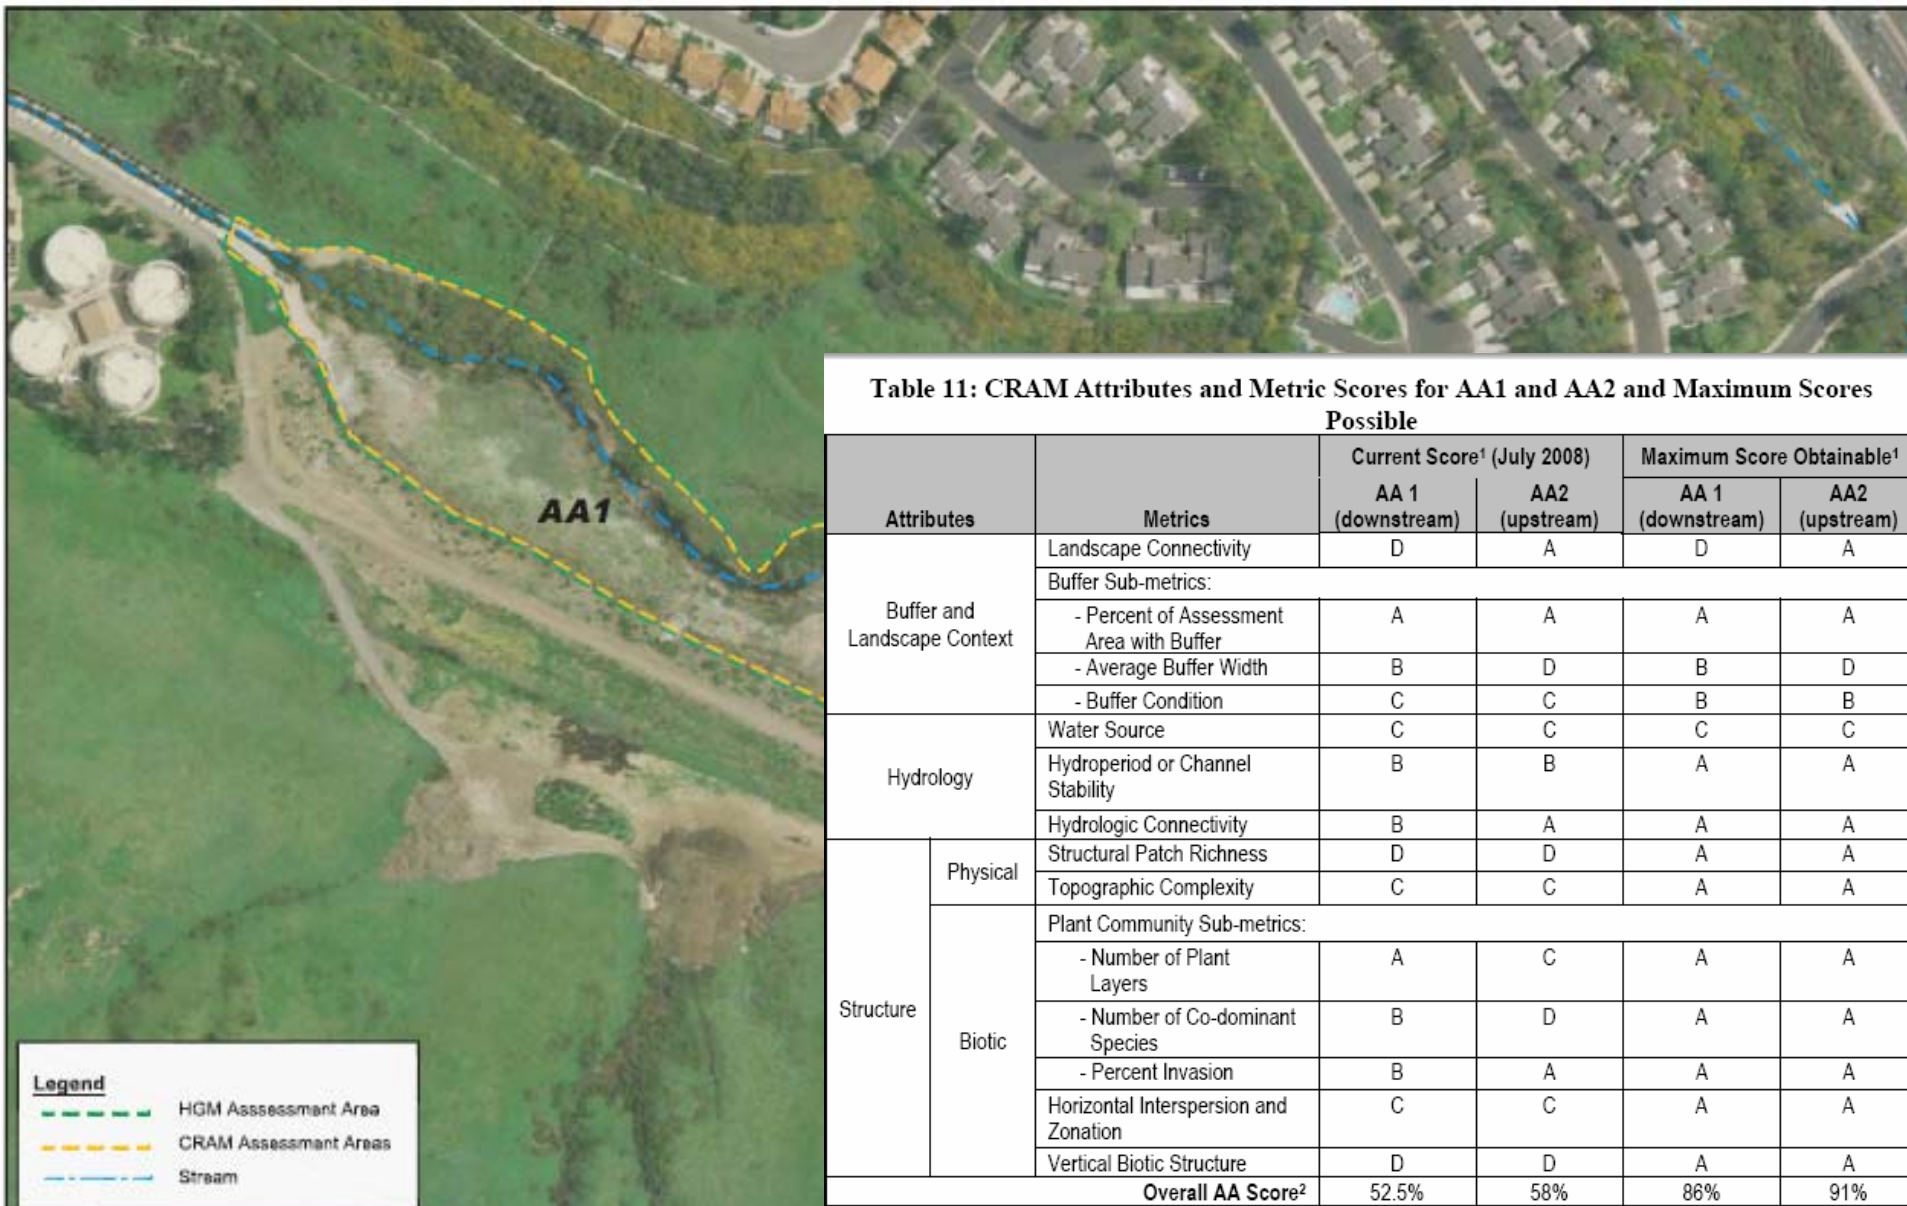 AA1
Legend
HGM Asssessment Area
CRAM Assessment Areas
Stream
Table 11: CRAM Attributes and Metric Scores for AA1 and AA2 and Maximum Scores
Possible
Attributes Metrics Current Score¹ (July 2008) Maximum Score Obtainable¹
AA 1 (downstream) AA2 (upstream) AA 1 (downstream) AA2 (upstream)
Buffer and Landscape Context
Landscape Connectivity D A D A
Buffer Sub-metrics:
- Percent of Assessment Area with Buffer A A A A
- Average Buffer Width B D B D
- Buffer Condition C C B B
Hydrology
Water Source C C C C
Hydroperiod or Channel Stability B B A A
Hydrologic Connectivity B A A A
Structure
Physical
Structural Patch Richness D D A A
Topographic Complexity C C A A
Biotic
Plant Community Sub-metrics:
- Number of Plant Layers A C A A
- Number of Co-dominant Species B D A A
- Percent Invasion B A A A
Horizontal Interspersion and Zonation C C A A
Vertical Biotic Structure D D A A
Overall AA Score² 52.5% 58% 86% 91%